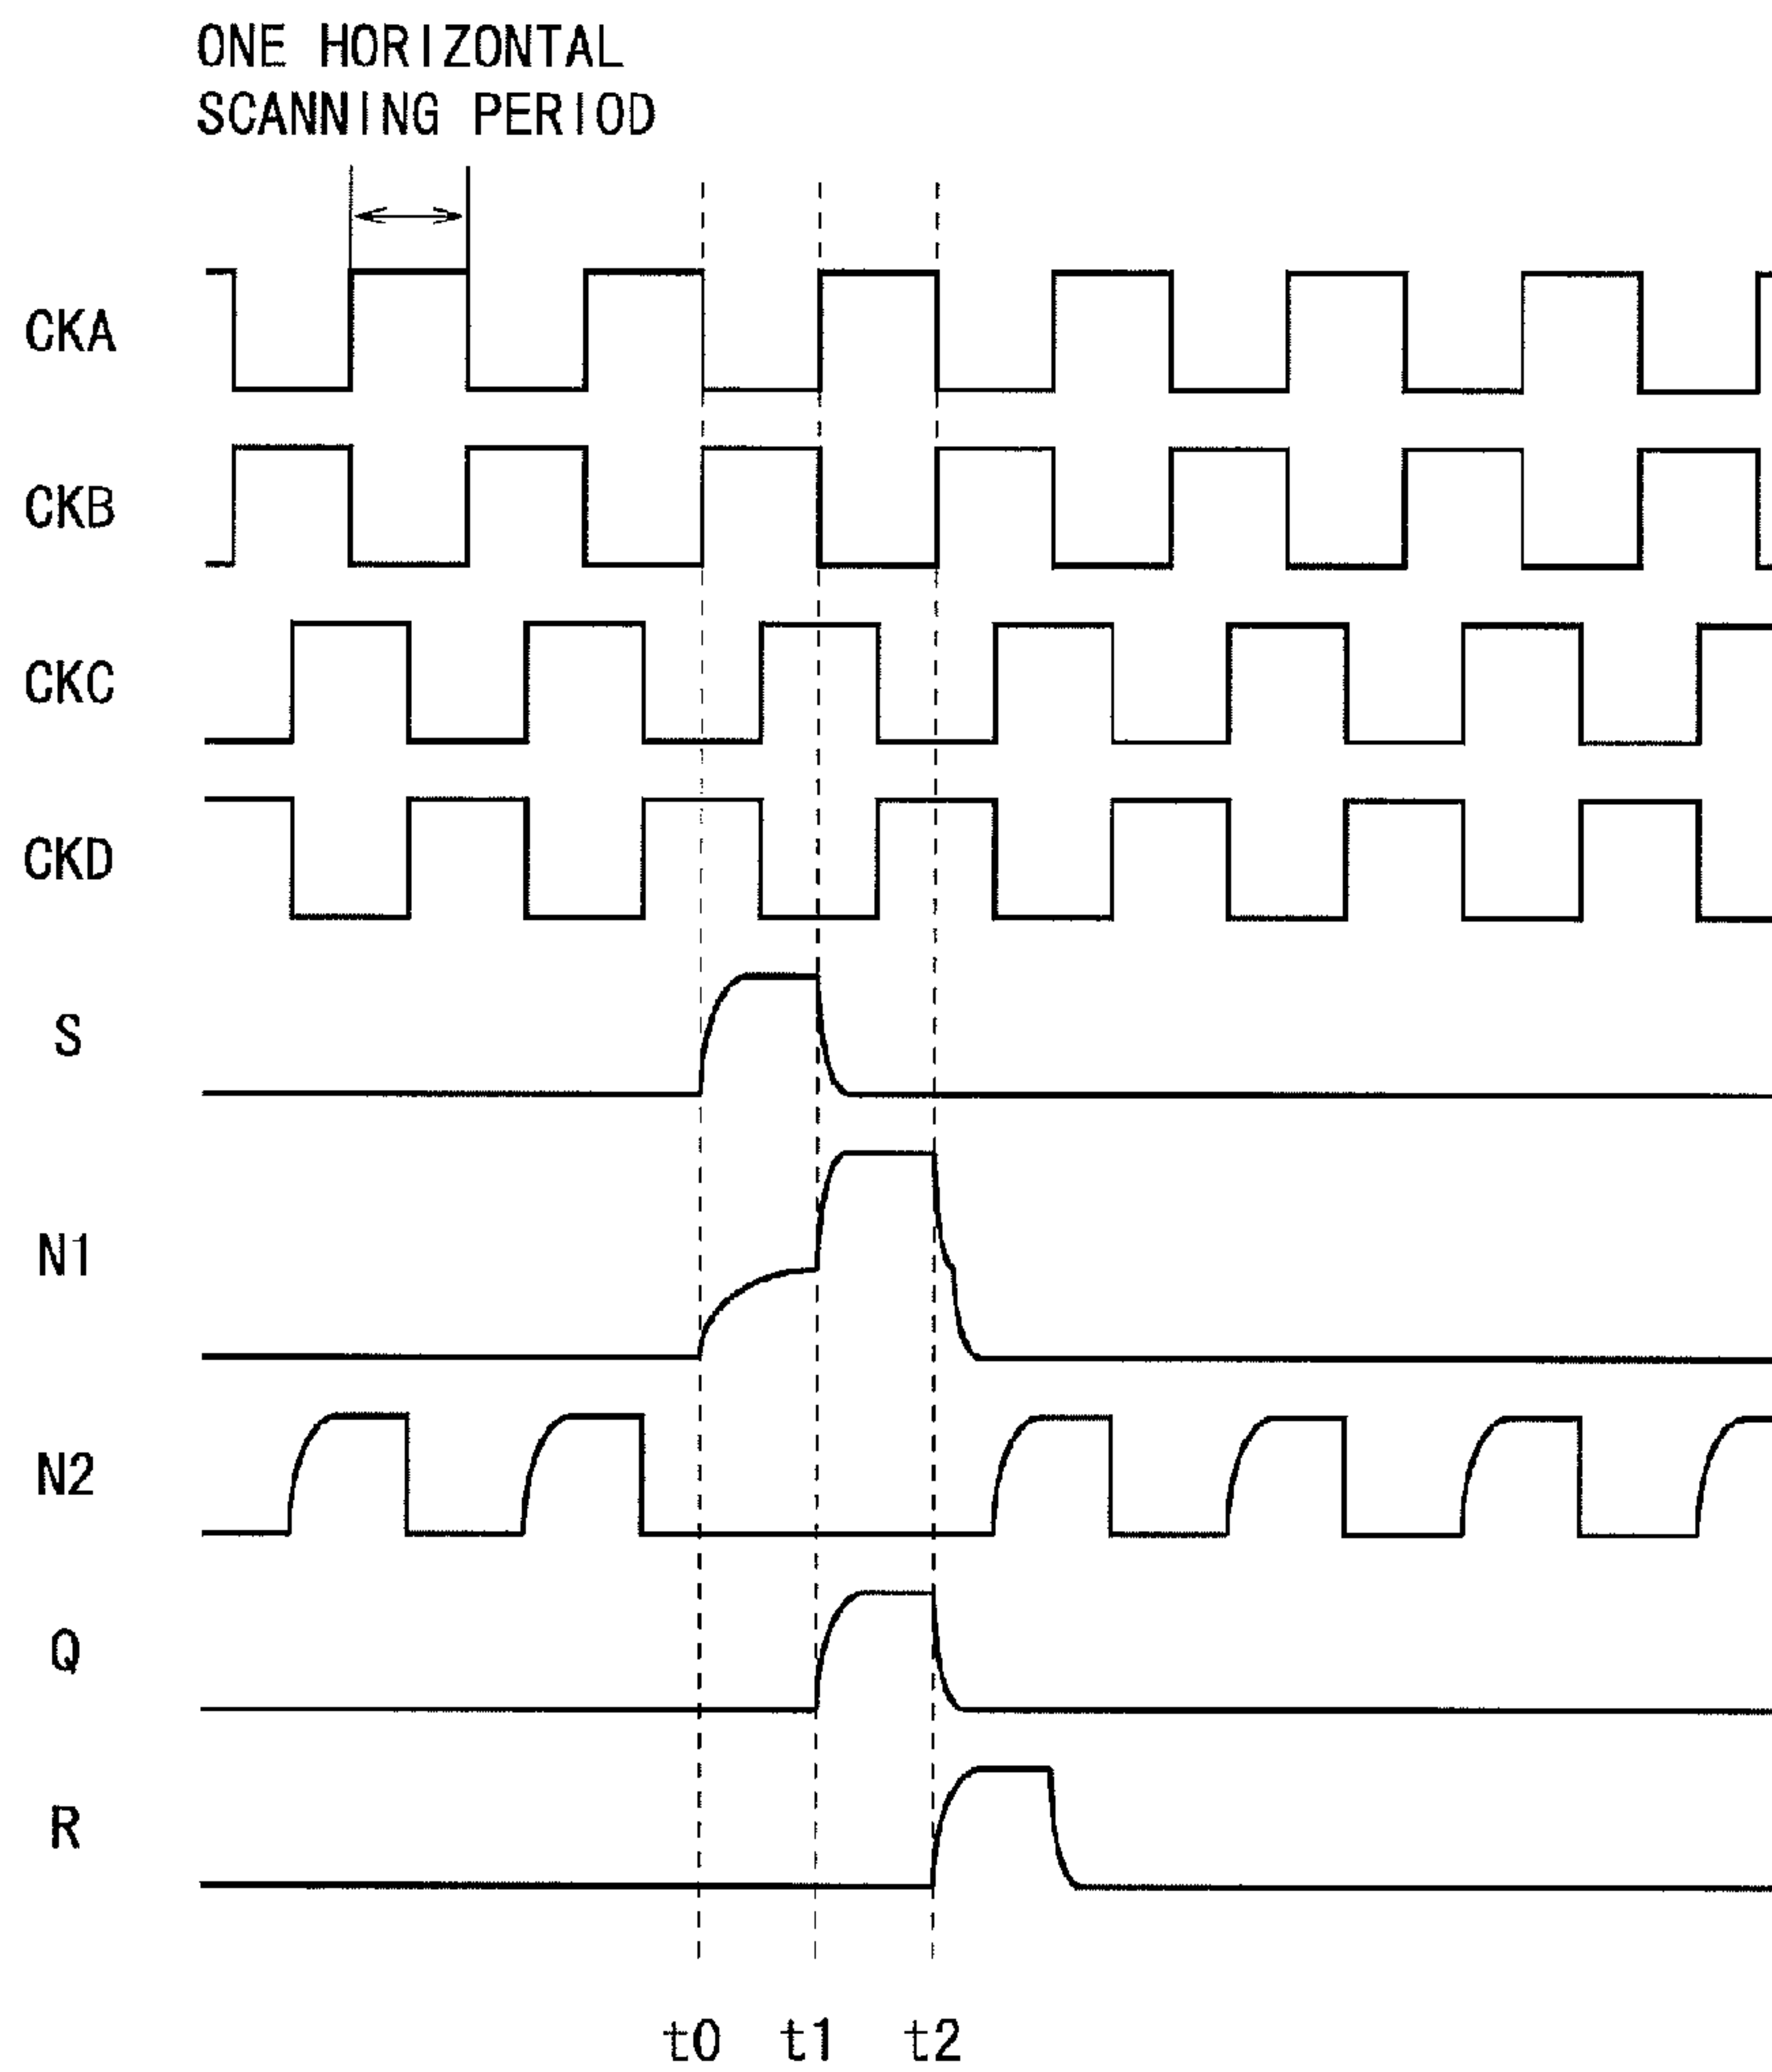 ONE HORIZONTAL
SCANNING PERIOD
CKA
CKB
CKC
CKD
S
N1
N2
Q
R
t0 t1 t2